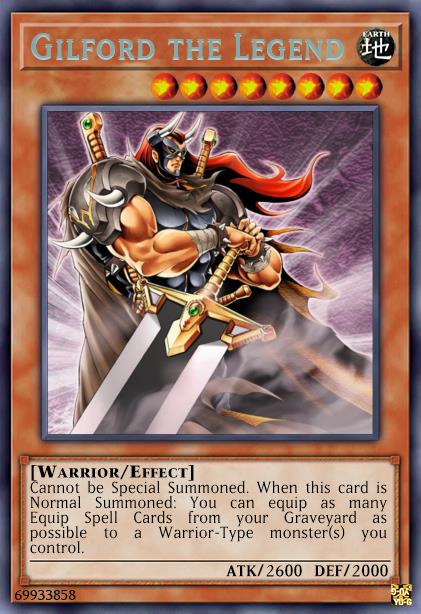 GILFORD THE LEGEND
EARTH
地
[WARRIOR/EFFECT]
Cannot be Special Summoned. When this card is
Normal Summoned: You can equip as many
Equip Spell Cards from your Graveyard as
possible to a Warrior-Type monster(s) you
control.
ATK/2600 DEF/2000
69933858